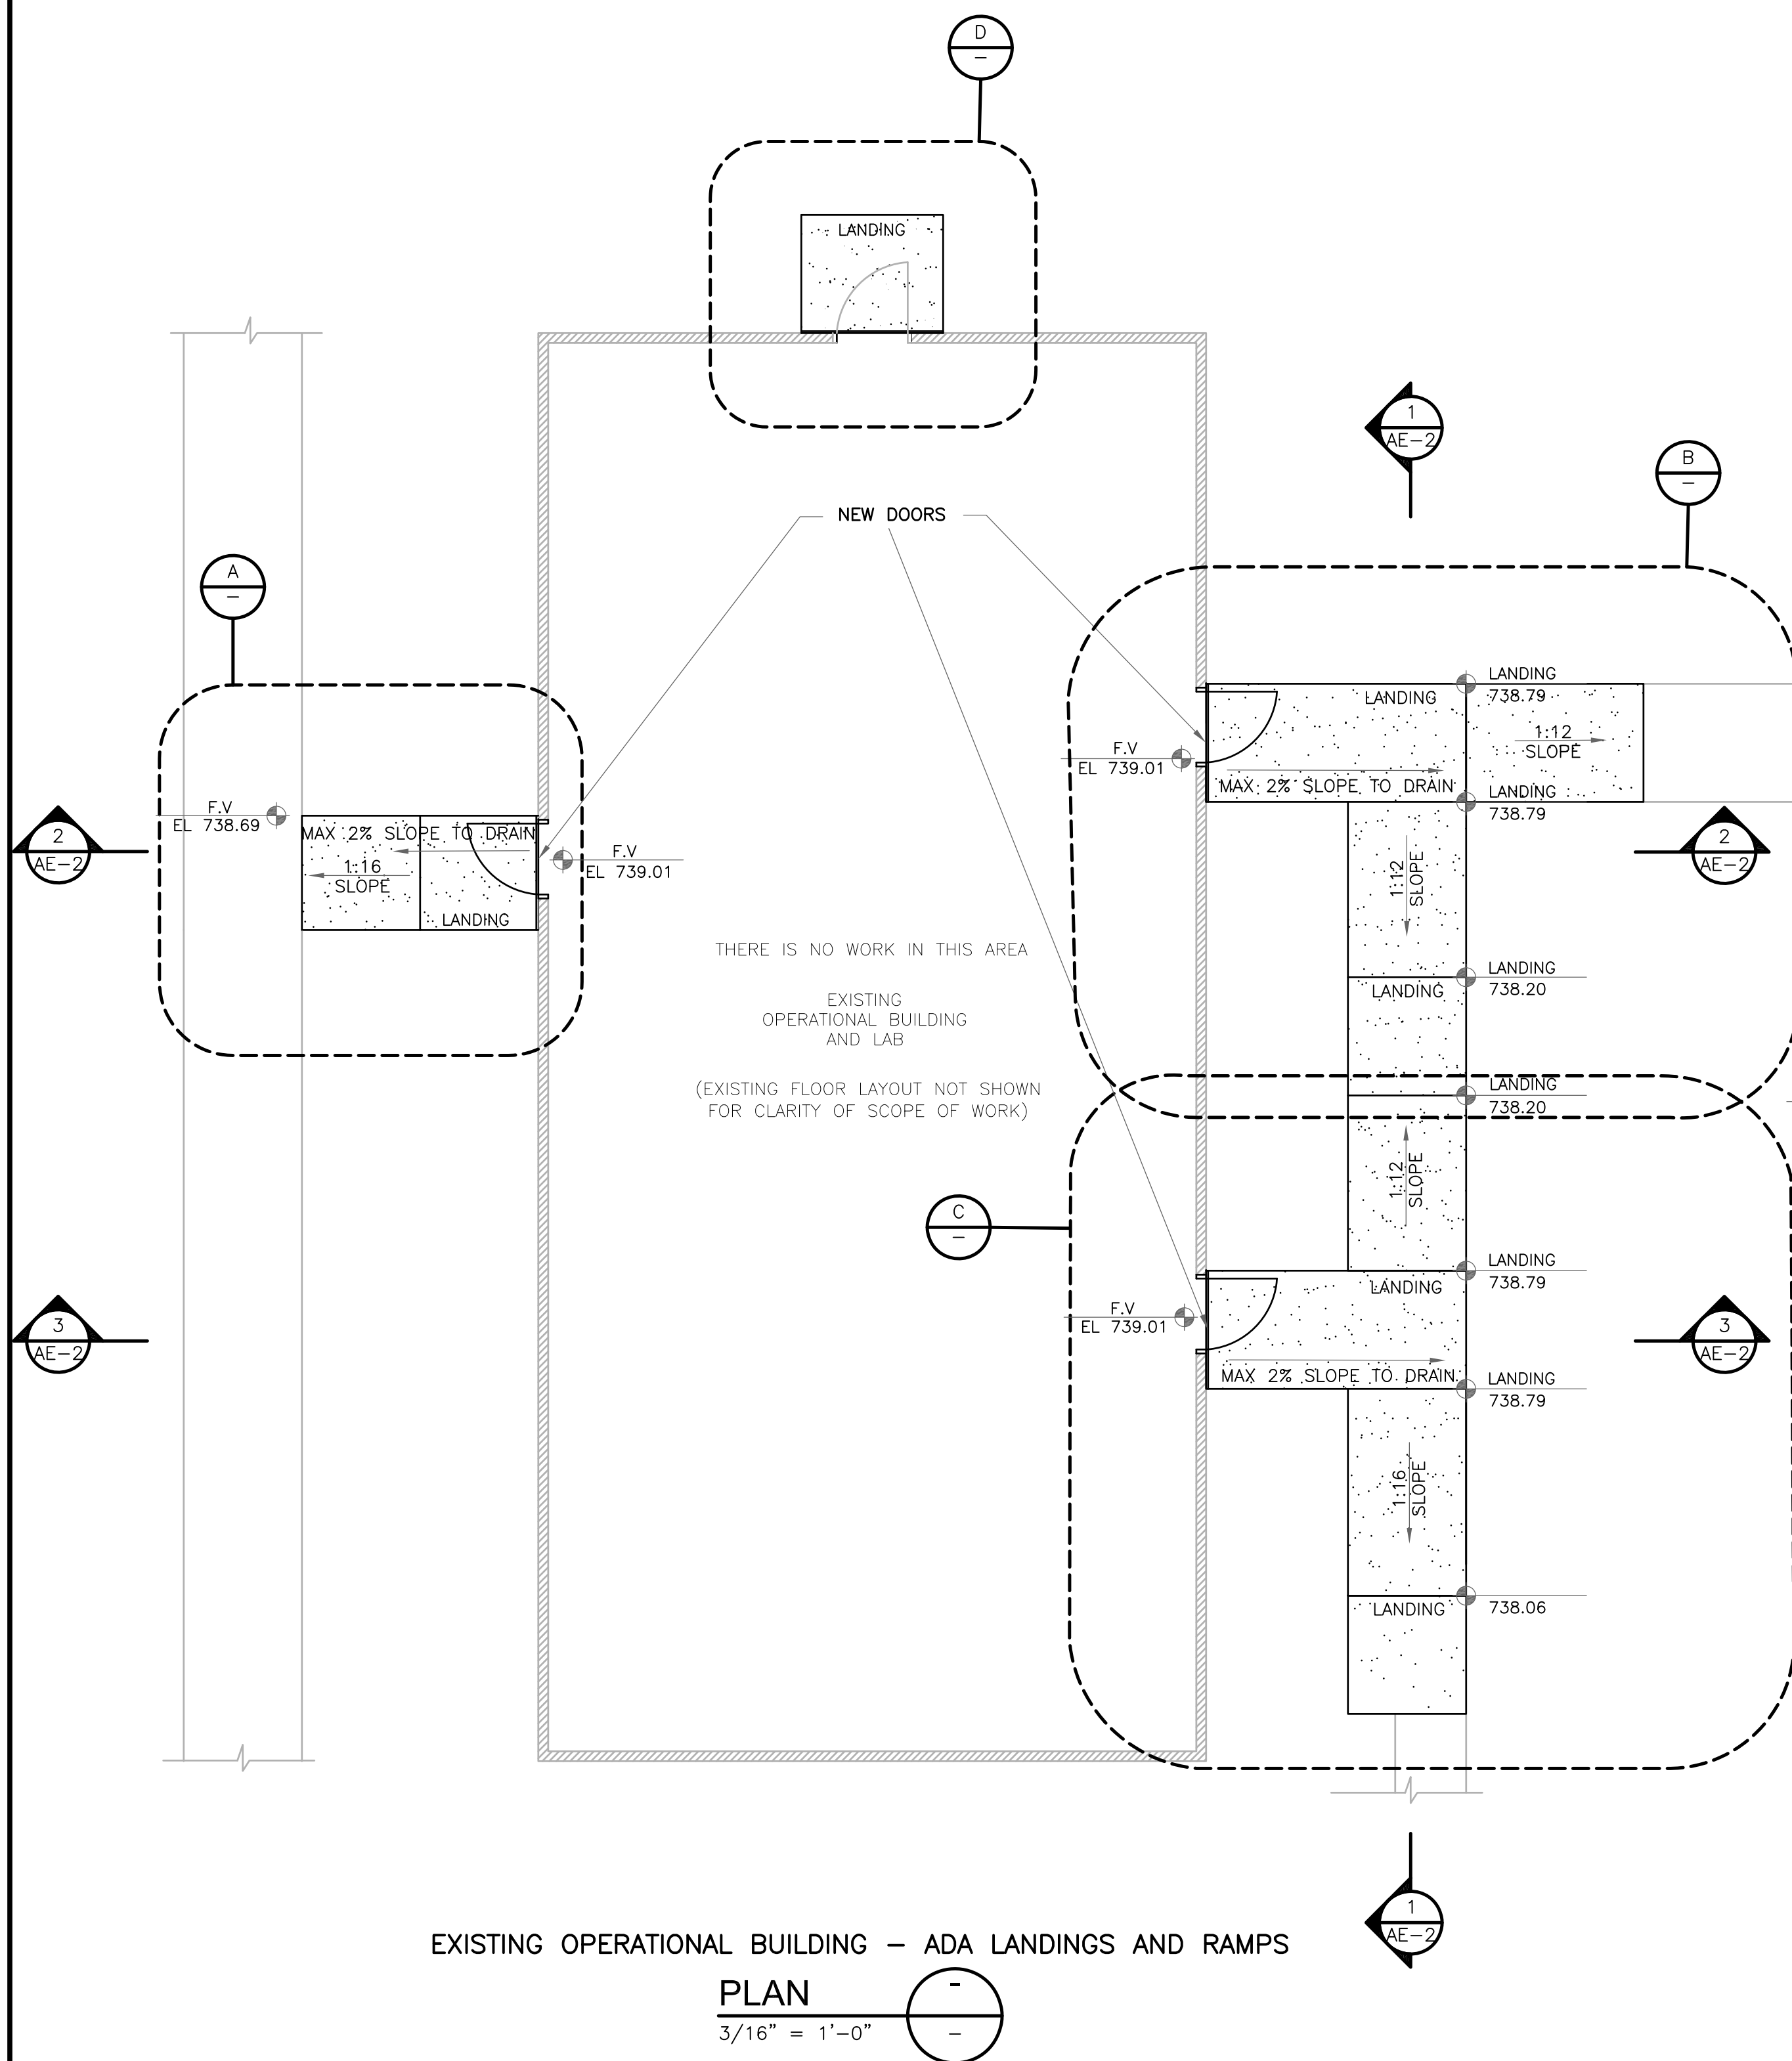 D
–
LANDING
1
AE-2
B
–
NEW DOORS
A
–
LANDING
738.79
LANDING
1:12
SLOPE
F.V
EL 739.01
MAX 2% SLOPE TO DRAIN
LANDING
738.79
F.V
EL 738.69
MAX 2% SLOPE TO DRAIN
1:16
SLOPE
LANDING
F.V
EL 739.01
2
AE-2
2
AE-2
1:12
SLOPE
THERE IS NO WORK IN THIS AREA
EXISTING
OPERATIONAL BUILDING
AND LAB
(EXISTING FLOOR LAYOUT NOT SHOWN
FOR CLARITY OF SCOPE OF WORK)
LANDING
738.20
LANDING
LANDING
738.20
1:12
SLOPE
C
–
LANDING
738.79
LANDING
F.V
EL 739.01
3
AE-2
3
AE-2
MAX 2% SLOPE TO DRAIN
LANDING
738.79
1:16
SLOPE
738.06
LANDING
1
AE-2
EXISTING OPERATIONAL BUILDING – ADA LANDINGS AND RAMPS
PLAN
-
3/16" = 1'-0"
–